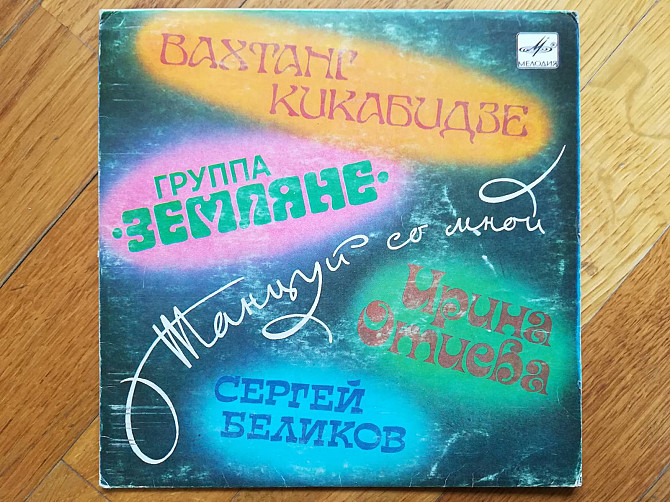 ВАХТАНГ
КИКАБИДЗЕ
МЕЛОДИЯ
ГРУППА
·ЗЕМЛЯНЕ·
Танцуй со мной
Ирина
Отиева
СЕРГЕЙ
БЕЛИКОВ